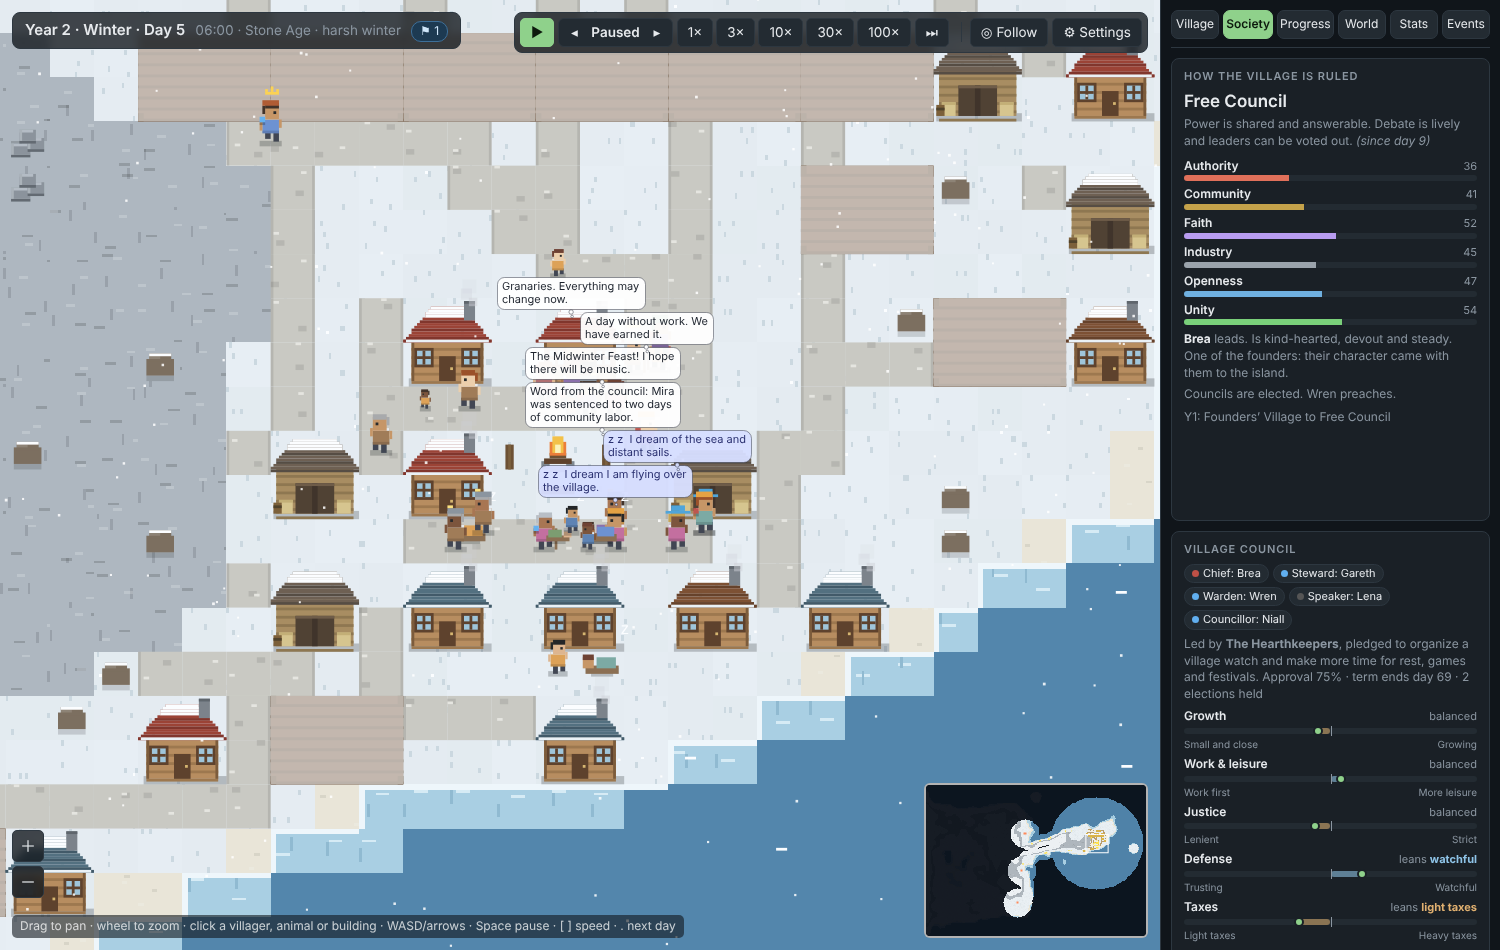 Year 2 · Winter · Day 5 06:00 · Stone Age · harsh winter ⚑ 1
▶ ◂ Paused ▸ 1× 3× 10× 30× 100× ⏭ ◎ Follow ⚙ Settings
Village Society Progress World Stats Events
HOW THE VILLAGE IS RULED
Free Council
Power is shared and answerable. Debate is lively
and leaders can be voted out. (since day 9)
Authority 36
Community 41
Faith 52
Industry 45
Openness 47
Unity 54
Brea leads. Is kind-hearted, devout and steady.
One of the founders: their character came with
them to the island.
Councils are elected. Wren preaches.
Y1: Founders' Village to Free Council
VILLAGE COUNCIL
Chief: Brea Steward: Gareth
Warden: Wren Speaker: Lena
Councillor: Niall
Led by The Hearthkeepers, pledged to organize a
village watch and make more time for rest, games
and festivals. Approval 75% · term ends day 69 · 2
elections held
Growth balanced
Small and close Growing
Work & leisure balanced
Work first More leisure
Justice balanced
Lenient Strict
Defense leans watchful
Trusting Watchful
Taxes leans light taxes
Light taxes Heavy taxes
Granaries. Everything may
change now.
A day without work. We
have earned it.
The Midwinter Feast! I hope
there will be music.
Word from the council: Mira
was sentenced to two days
of community labor.
z z I dream of the sea and
distant sails.
z z I dream I am flying over
the village.
+
−
Drag to pan · wheel to zoom · click a villager, animal or building · WASD/arrows · Space pause · [ ] speed · . next day